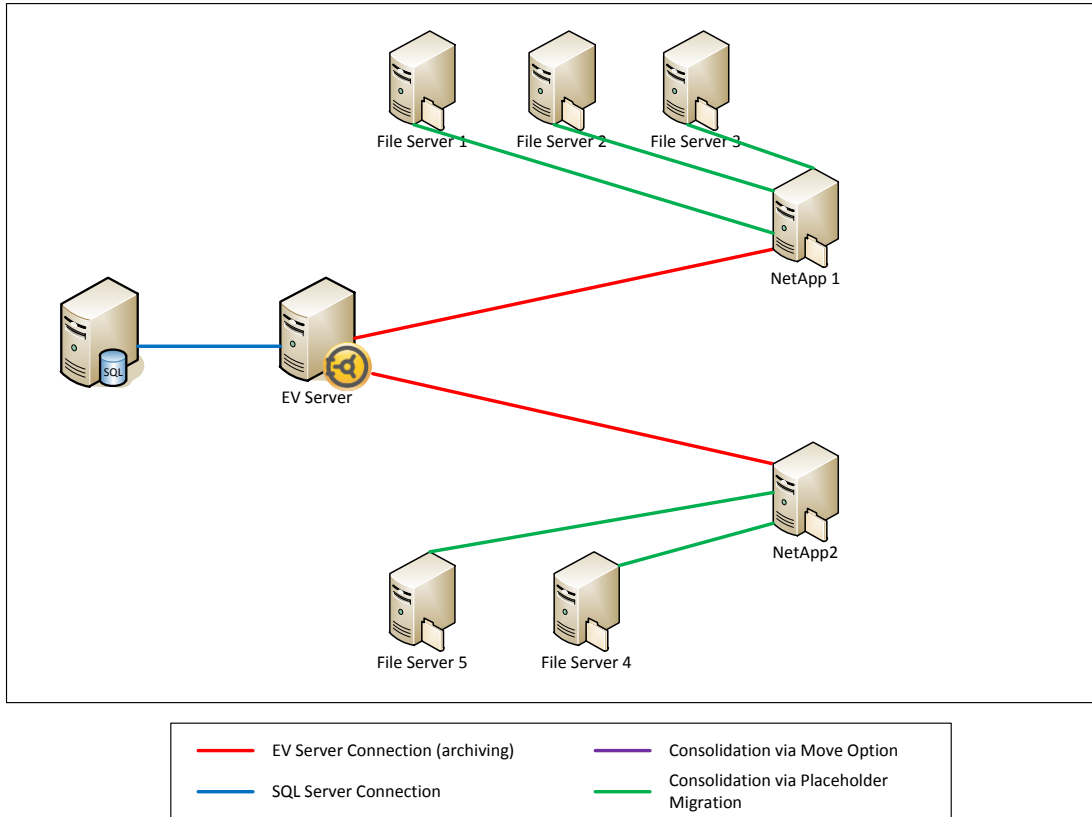 File Server 1
File Server 2
File Server 3
NetApp 1
SQL
EV Server
NetApp2
File Server 5
File Server 4
EV Server Connection (archiving)
Consolidation via Move Option
SQL Server Connection
Consolidation via Placeholder
Migration